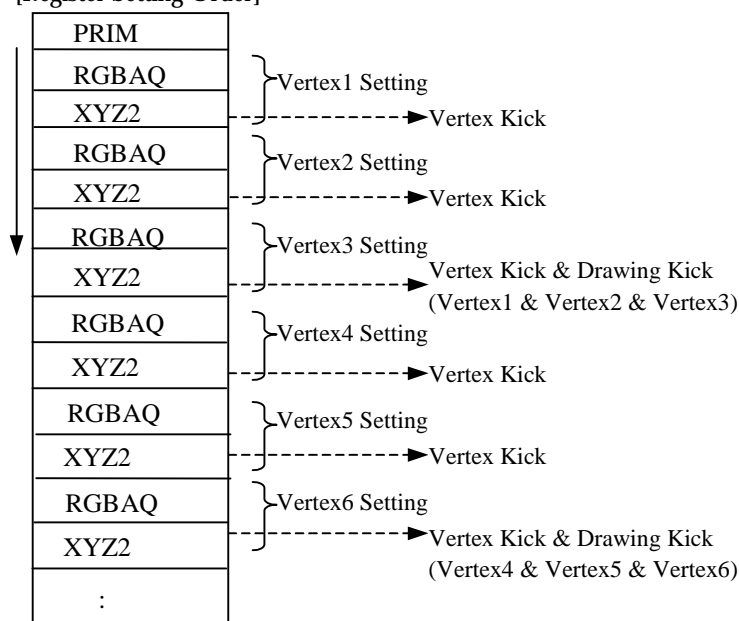 [Register Setting Order]
PRIM
RGBAQ
Vertex1 Setting
XYZ2
Vertex Kick
RGBAQ
Vertex2 Setting
XYZ2
Vertex Kick
RGBAQ
Vertex3 Setting
XYZ2
Vertex Kick & Drawing Kick
(Vertex1 & Vertex2 & Vertex3)
RGBAQ
Vertex4 Setting
XYZ2
Vertex Kick
RGBAQ
Vertex5 Setting
XYZ2
Vertex Kick
RGBAQ
Vertex6 Setting
XYZ2
Vertex Kick & Drawing Kick
(Vertex4 & Vertex5 & Vertex6)
: